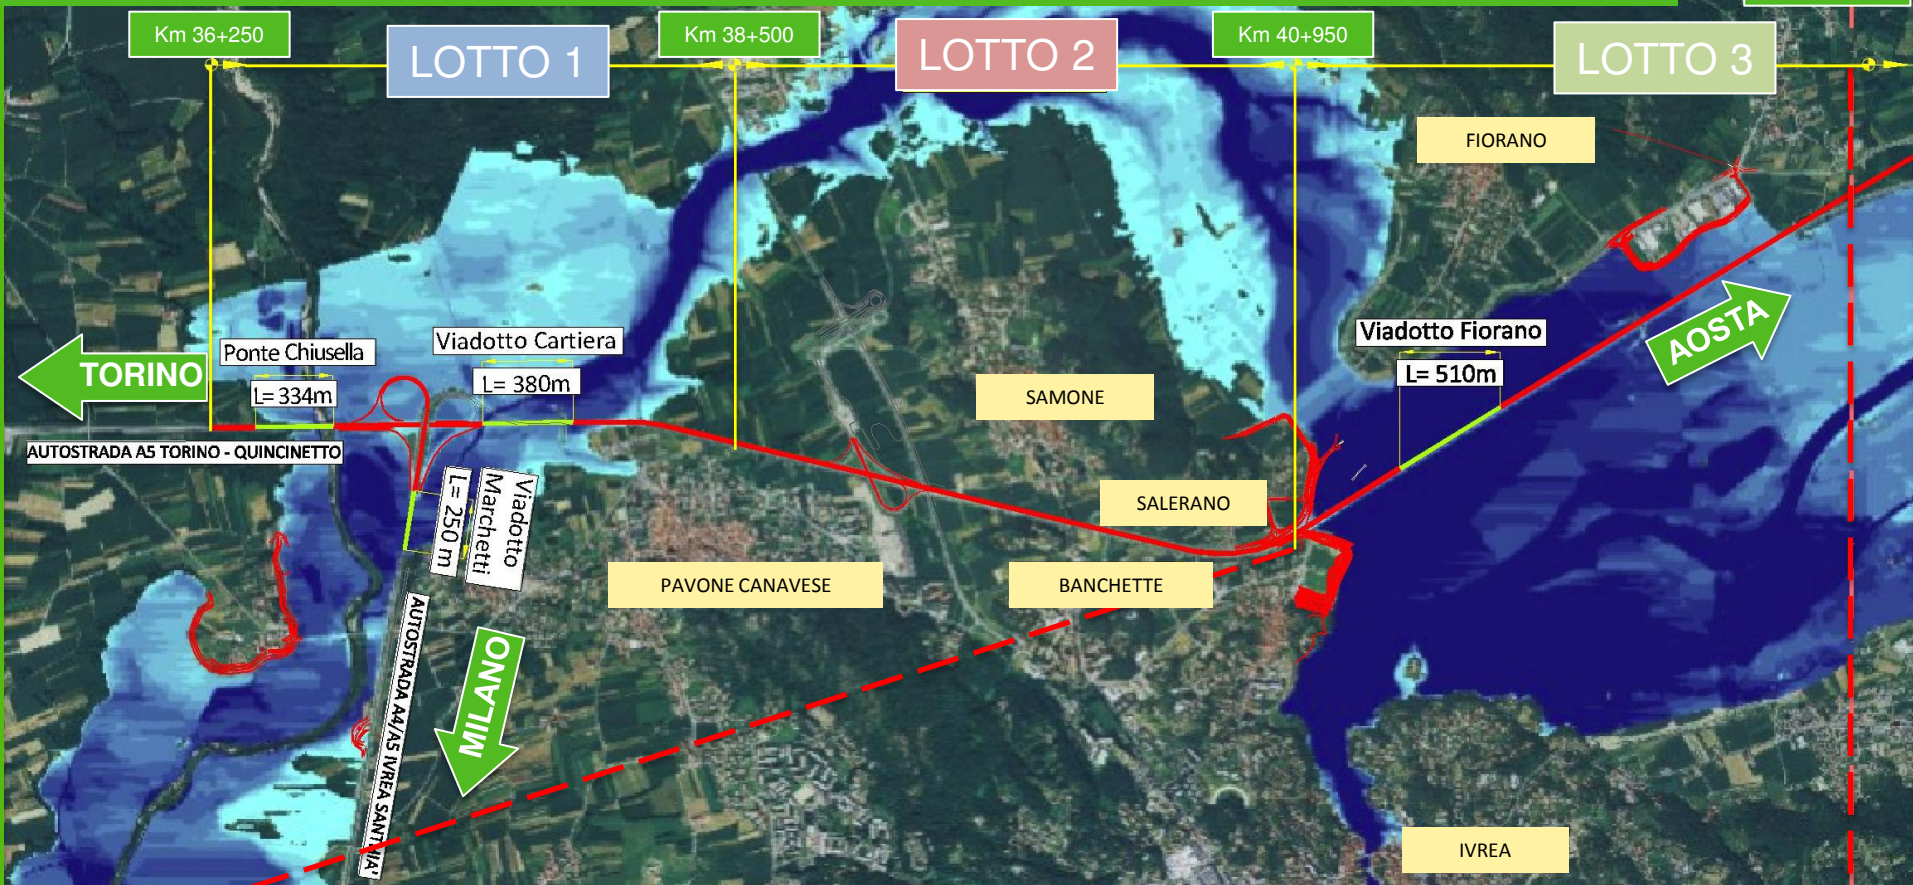 Km 36+250
LOTTO 1
Km 38+500
LOTTO 2
Km 40+950
LOTTO 3
FIORANO
TORINO
Ponte Chiusella
L= 334m
Viadotto Cartiera
L= 380m
Viadotto Fiorano
L= 510m
AOSTA
SAMONE
AUTOSTRADA A5 TORINO - QUINCINETTO
Viadotto
Marchetti
L= 250 m
SALERANO
PAVONE CANAVESE
BANCHETTE
AUTOSTRADA A4/A5 IVREA SANTHIA'
MILANO
IVREA